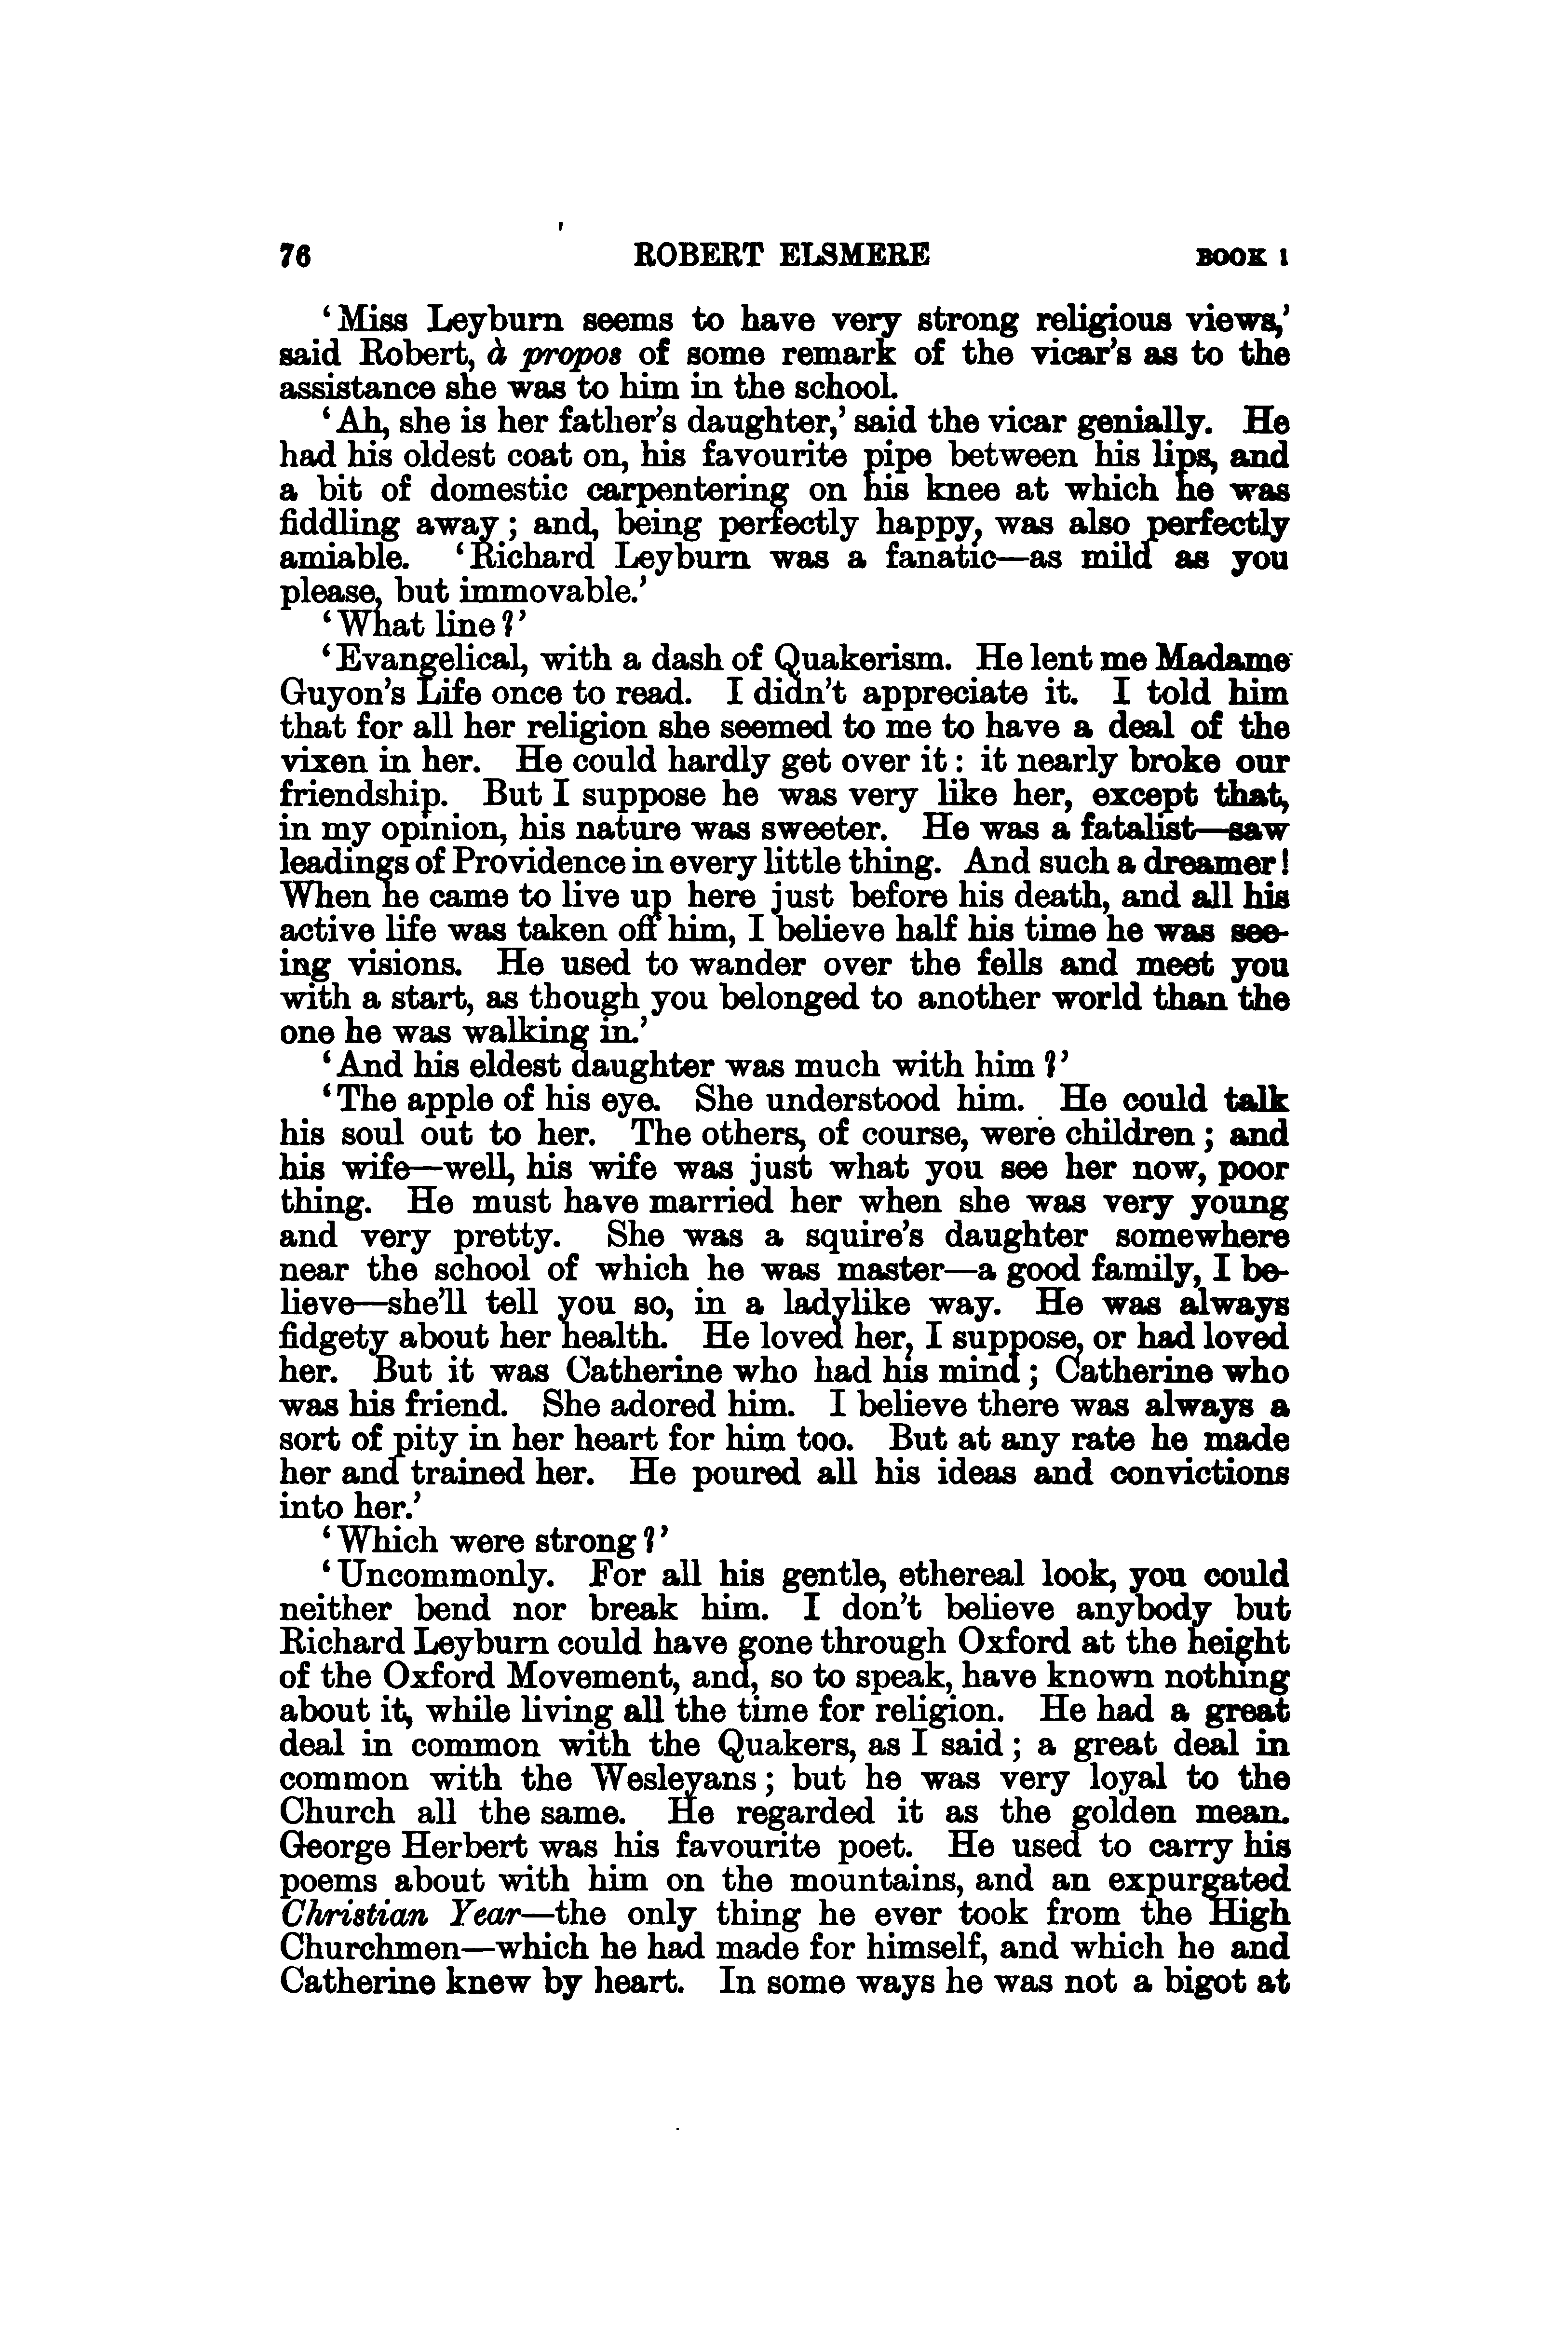 76 ROBERT ELSMERE BOOK I
‘Miss Leyburn seems to have very strong religious views,’
said Robert, à propos of some remark of the vicar’s as to the
assistance she was to him in the school.
‘Ah, she is her father’s daughter,’ said the vicar genially. He
had his oldest coat on, his favourite pipe between his lips, and
a bit of domestic carpentering on his knee at which he was
fiddling away; and, being perfectly happy, was also perfectly
amiable. ‘Richard Leyburn was a fanatic—as mild as you
please, but immovable.’
‘What line?’
‘Evangelical, with a dash of Quakerism. He lent me Madame
Guyon’s Life once to read. I didn’t appreciate it. I told him
that for all her religion she seemed to me to have a deal of the
vixen in her. He could hardly get over it: it nearly broke our
friendship. But I suppose he was very like her, except that,
in my opinion, his nature was sweeter. He was a fatalist—saw
leadings of Providence in every little thing. And such a dreamer!
When he came to live up here just before his death, and all his
active life was taken off him, I believe half his time he was see-
ing visions. He used to wander over the fells and meet you
with a start, as though you belonged to another world than the
one he was walking in.’
‘And his eldest daughter was much with him?’
‘The apple of his eye. She understood him. He could talk
his soul out to her. The others, of course, were children; and
his wife—well, his wife was just what you see her now, poor
thing. He must have married her when she was very young
and very pretty. She was a squire’s daughter somewhere
near the school of which he was master—a good family, I be-
lieve—she’ll tell you so, in a ladylike way. He was always
fidgety about her health. He loved her, I suppose, or had loved
her. But it was Catherine who had his mind; Catherine who
was his friend. She adored him. I believe there was always a
sort of pity in her heart for him too. But at any rate he made
her and trained her. He poured all his ideas and convictions
into her.’
‘Which were strong?’
‘Uncommonly. For all his gentle, ethereal look, you could
neither bend nor break him. I don’t believe anybody but
Richard Leyburn could have gone through Oxford at the height
of the Oxford Movement, and, so to speak, have known nothing
about it, while living all the time for religion. He had a great
deal in common with the Quakers, as I said; a great deal in
common with the Wesleyans; but he was very loyal to the
Church all the same. He regarded it as the golden mean.
George Herbert was his favourite poet. He used to carry his
poems about with him on the mountains, and an expurgated
Christian Year—the only thing he ever took from the High
Churchmen—which he had made for himself, and which he and
Catherine knew by heart. In some ways he was not a bigot at